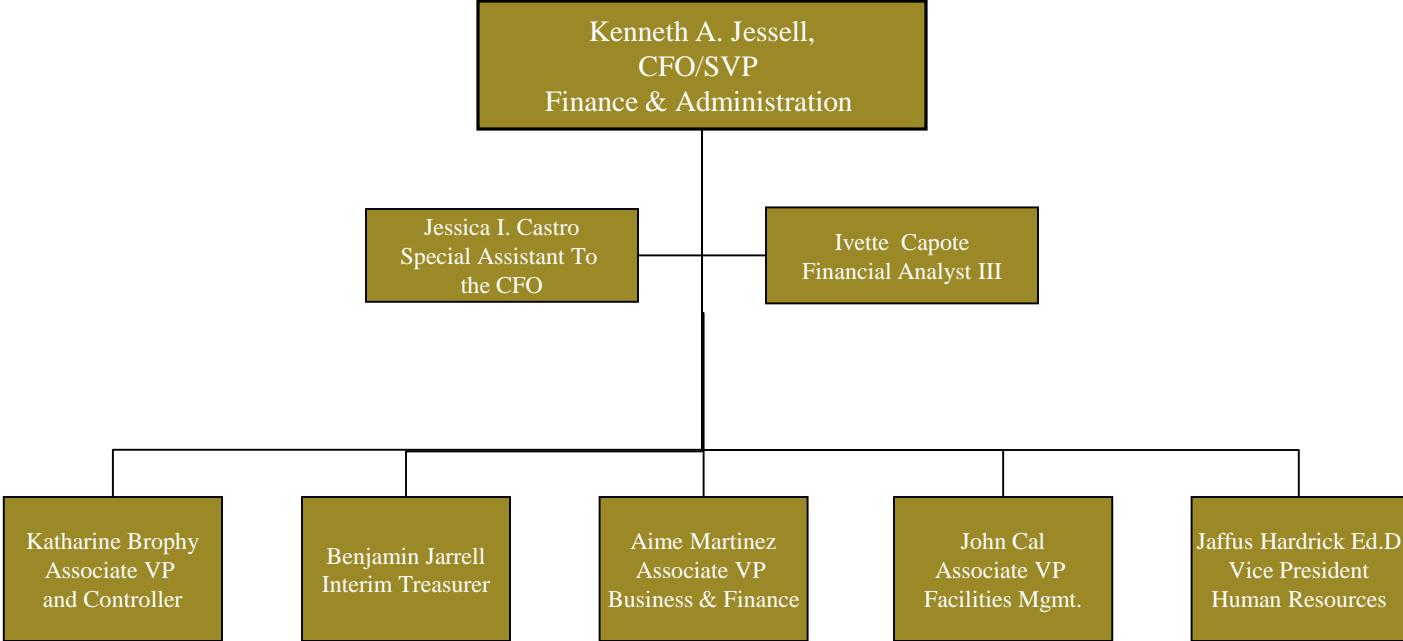 Kenneth A. Jessell,
CFO/SVP
Finance & Administration
Jessica I. Castro
Special Assistant To
the CFO
Ivette  Capote
Financial Analyst III
Katharine Brophy
Associate VP
and Controller
Benjamin Jarrell
Interim Treasurer
Aime Martinez
Associate VP
Business & Finance
John Cal
Associate VP
Facilities Mgmt.
Jaffus Hardrick Ed.D
Vice President
Human Resources